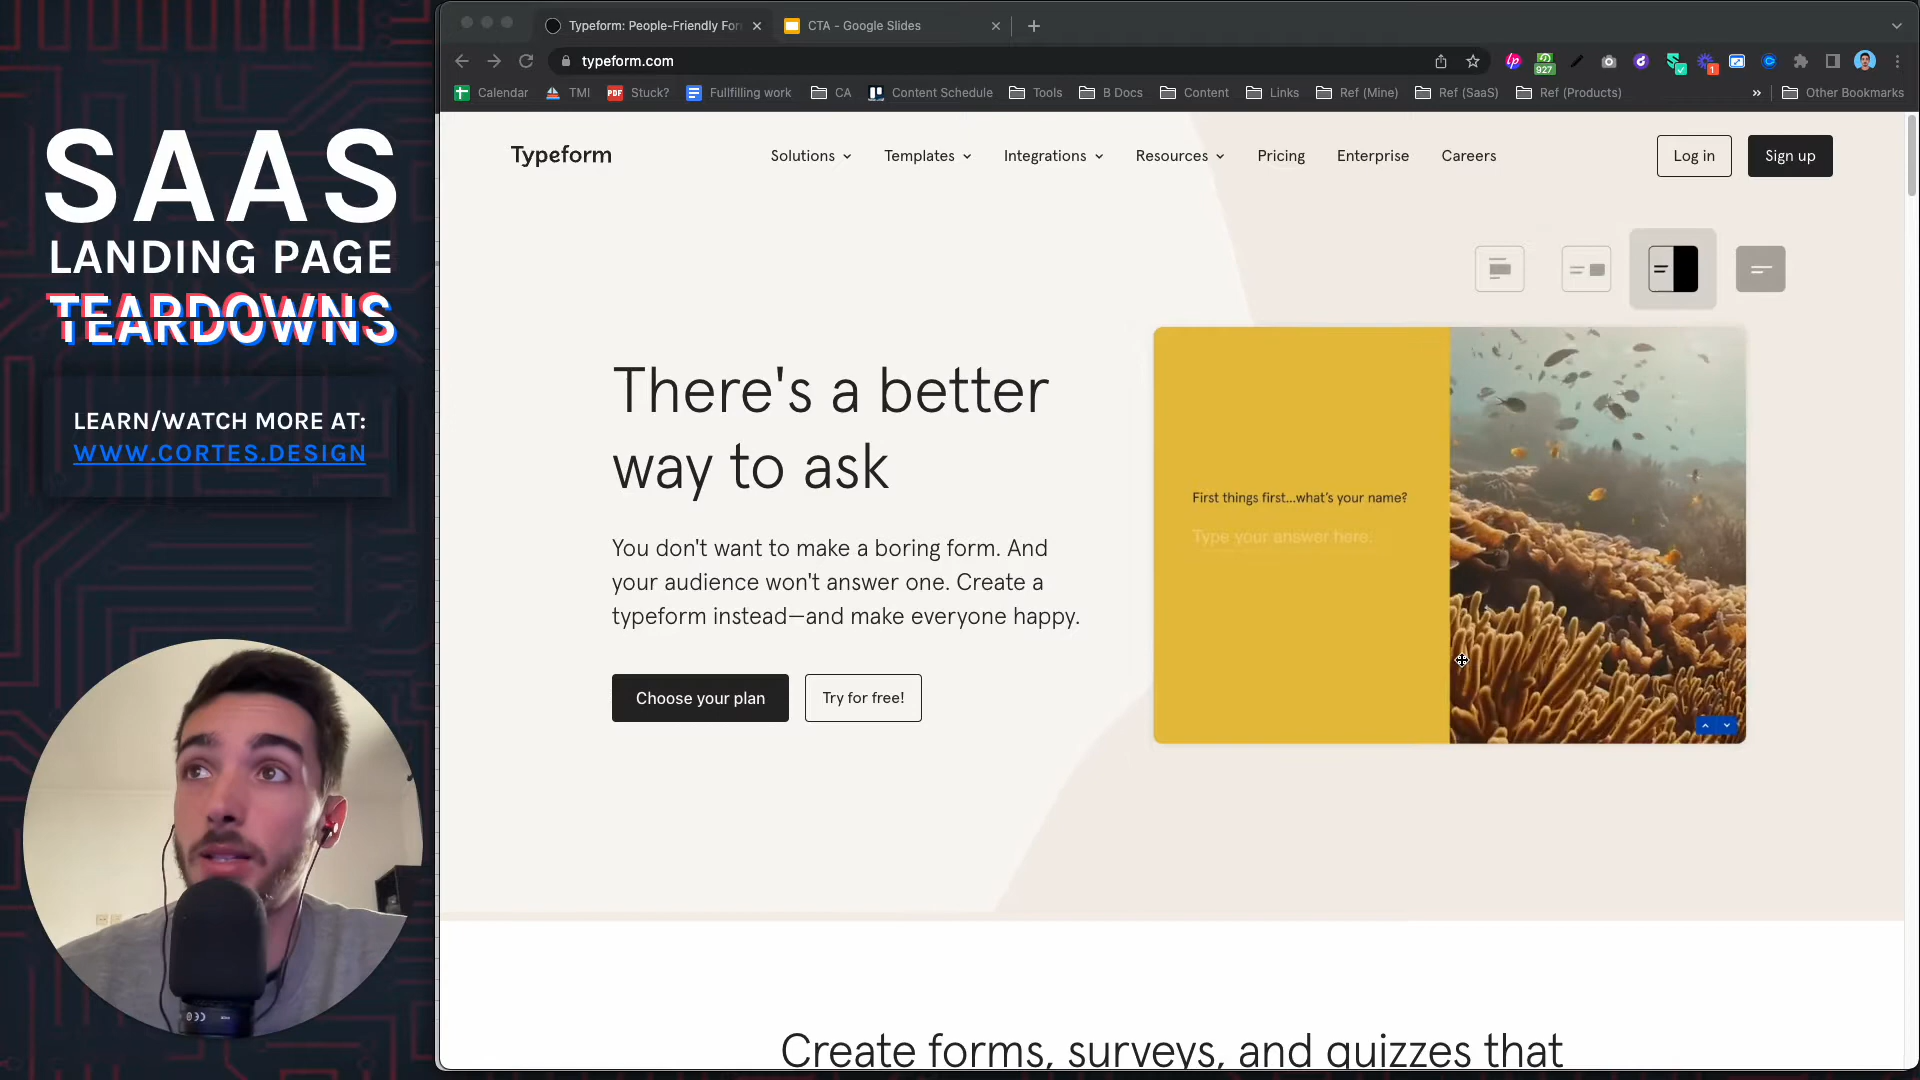 SAAS
LANDING PAGE
TEARDOWNS
LEARN/WATCH MORE AT:
WWW.CORTES.DESIGN
Typeform: People-Friendly For
CTA - Google Slides
typeform.com
927
1
Calendar
TMI
PDF
Stuck?
Fullfilling work
CA
Content Schedule
Tools
B Docs
Content
Links
Ref (Mine)
Ref (SaaS)
Ref (Products)
»
Other Bookmarks
Typeform
Solutions
Templates
Integrations
Resources
Pricing
Enterprise
Careers
Log in
Sign up
There's a better
way to ask
You don't want to make a boring form. And
your audience won't answer one. Create a
typeform instead—and make everyone happy.
Choose your plan
Try for free!
First things first...what's your name?
Type your answer here.
Create forms, surveys, and quizzes that